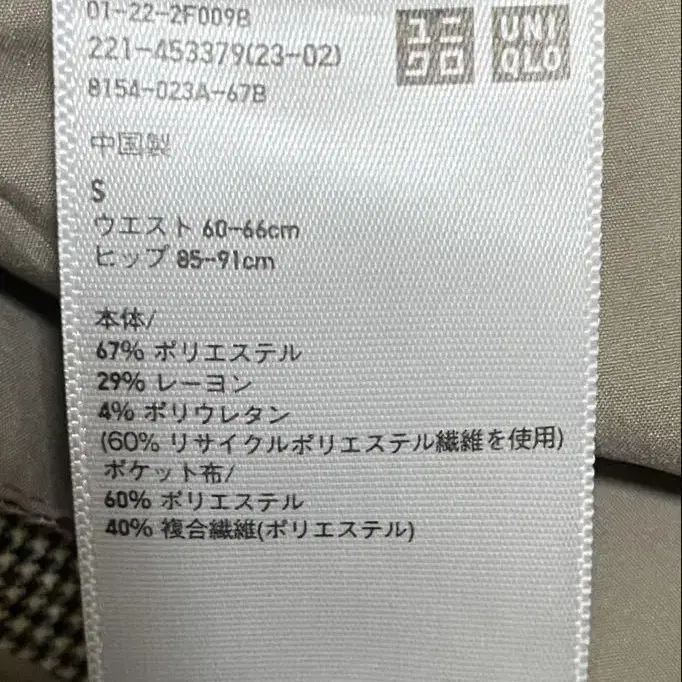 01-22-2F009B
221-453379(23-02)
8154-023A-67B
ユニクロ
UNIQLO
中国製
S
ウエスト 60-66cm
ヒップ 85-91cm
本体/
67% ポリエステル
29% レーヨン
4% ポリウレタン
(60% リサイクルポリエステル繊維を使用)
ポケット布/
60% ポリエステル
40% 複合繊維(ポリエステル)